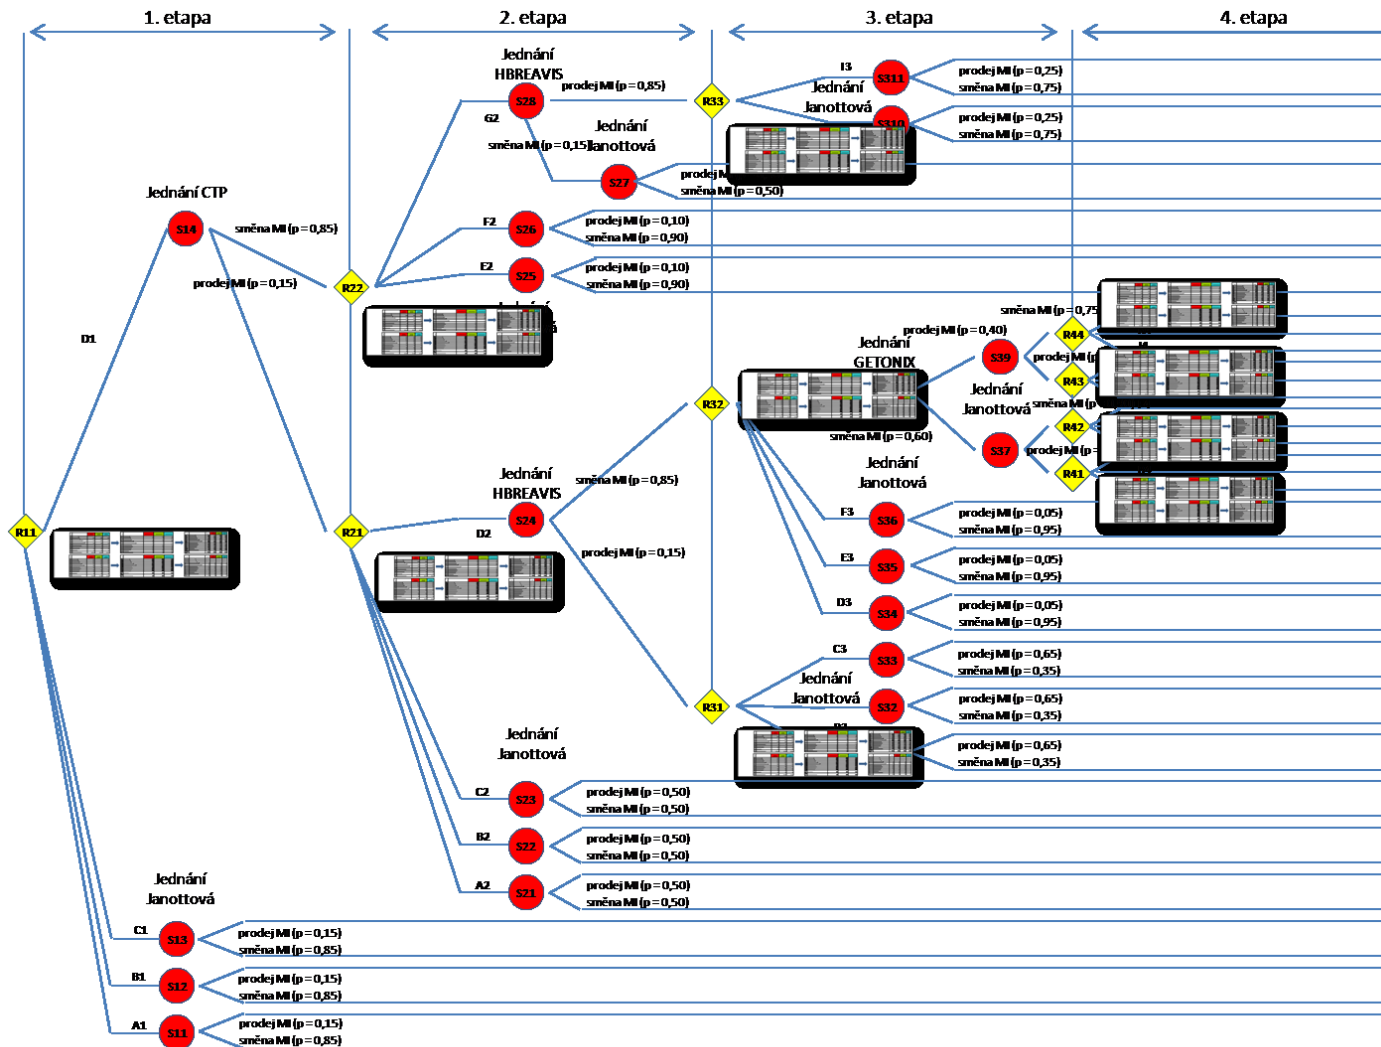 1. etapa
2. etapa
3. etapa
4. etapa
Jednání
HBREAVIS
prodej MI (p = 0,85)
S28
G2
směna MI (p = 0,15)
Jednání
Janottová
S27
prodej
směna MI (p = 0,50)
R33
I3
S311
prodej MI (p = 0,25)
směna MI (p = 0,75)
Jednání
Janottová
S310
prodej MI (p = 0,25)
směna MI (p = 0,75)
Jednání CTP
S14
směna MI (p = 0,85)
prodej MI (p = 0,15)
D1
R22
F2
S26
prodej MI (p = 0,10)
směna MI (p = 0,90)
E2
S25
prodej MI (p = 0,10)
směna MI (p = 0,90)
Jednání
GETONIX
prodej MI (p = 0,40)
směna MI (p = 0,60)
S39
směna MI (p = 0,75
R44
prodej MI (p
R43
Jednání
Janottová
S37
směna MI (p
R42
prodej MI (p =
R41
R32
Jednání
Janottová
F3
S36
prodej MI (p = 0,05)
směna MI (p = 0,95)
E3
S35
prodej MI (p = 0,05)
směna MI (p = 0,95)
D3
S34
prodej MI (p = 0,05)
směna MI (p = 0,95)
R11
R21
Jednání
HBREAVIS
S24
D2
směna MI (p = 0,85)
prodej MI (p = 0,15)
R31
C3
S33
prodej MI (p = 0,65)
směna MI (p = 0,35)
Jednání
Janottová
S32
prodej MI (p = 0,65)
směna MI (p = 0,35)
prodej MI (p = 0,65)
směna MI (p = 0,35)
Jednání
Janottová
C2
S23
prodej MI (p = 0,50)
směna MI (p = 0,50)
B2
S22
prodej MI (p = 0,50)
směna MI (p = 0,50)
A2
S21
prodej MI (p = 0,50)
směna MI (p = 0,50)
Jednání
Janottová
C1
S13
prodej MI (p = 0,15)
směna MI (p = 0,85)
B1
S12
prodej MI (p = 0,15)
směna MI (p = 0,85)
A1
S11
prodej MI (p = 0,15)
směna MI (p = 0,85)